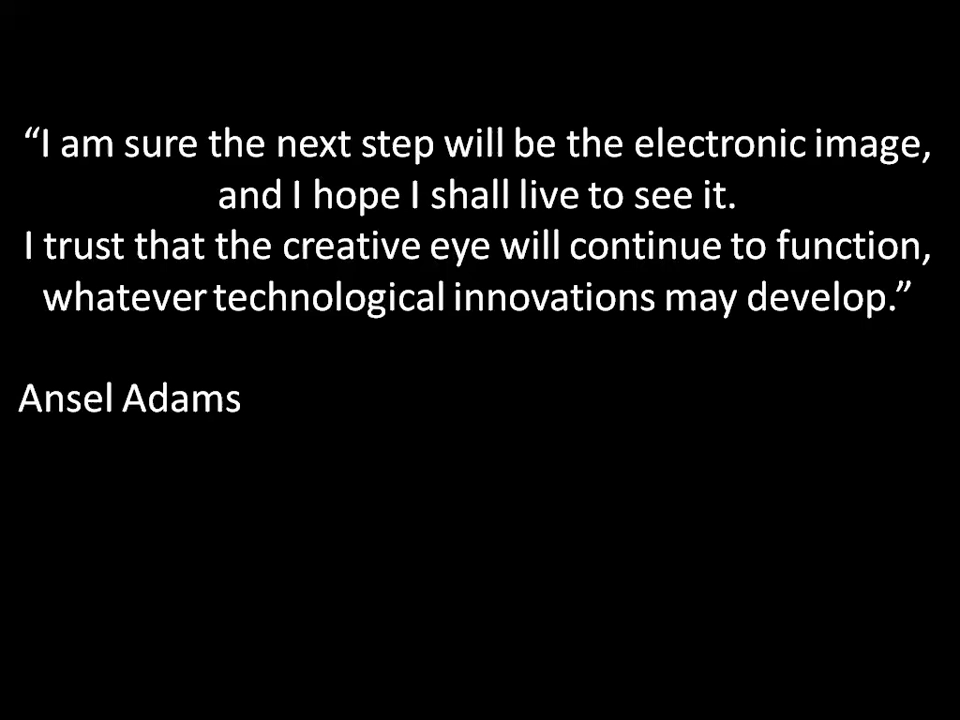 “I am sure the next step will be the electronic image,
and I hope I shall live to see it.
I trust that the creative eye will continue to function,
whatever technological innovations may develop.”
Ansel Adams